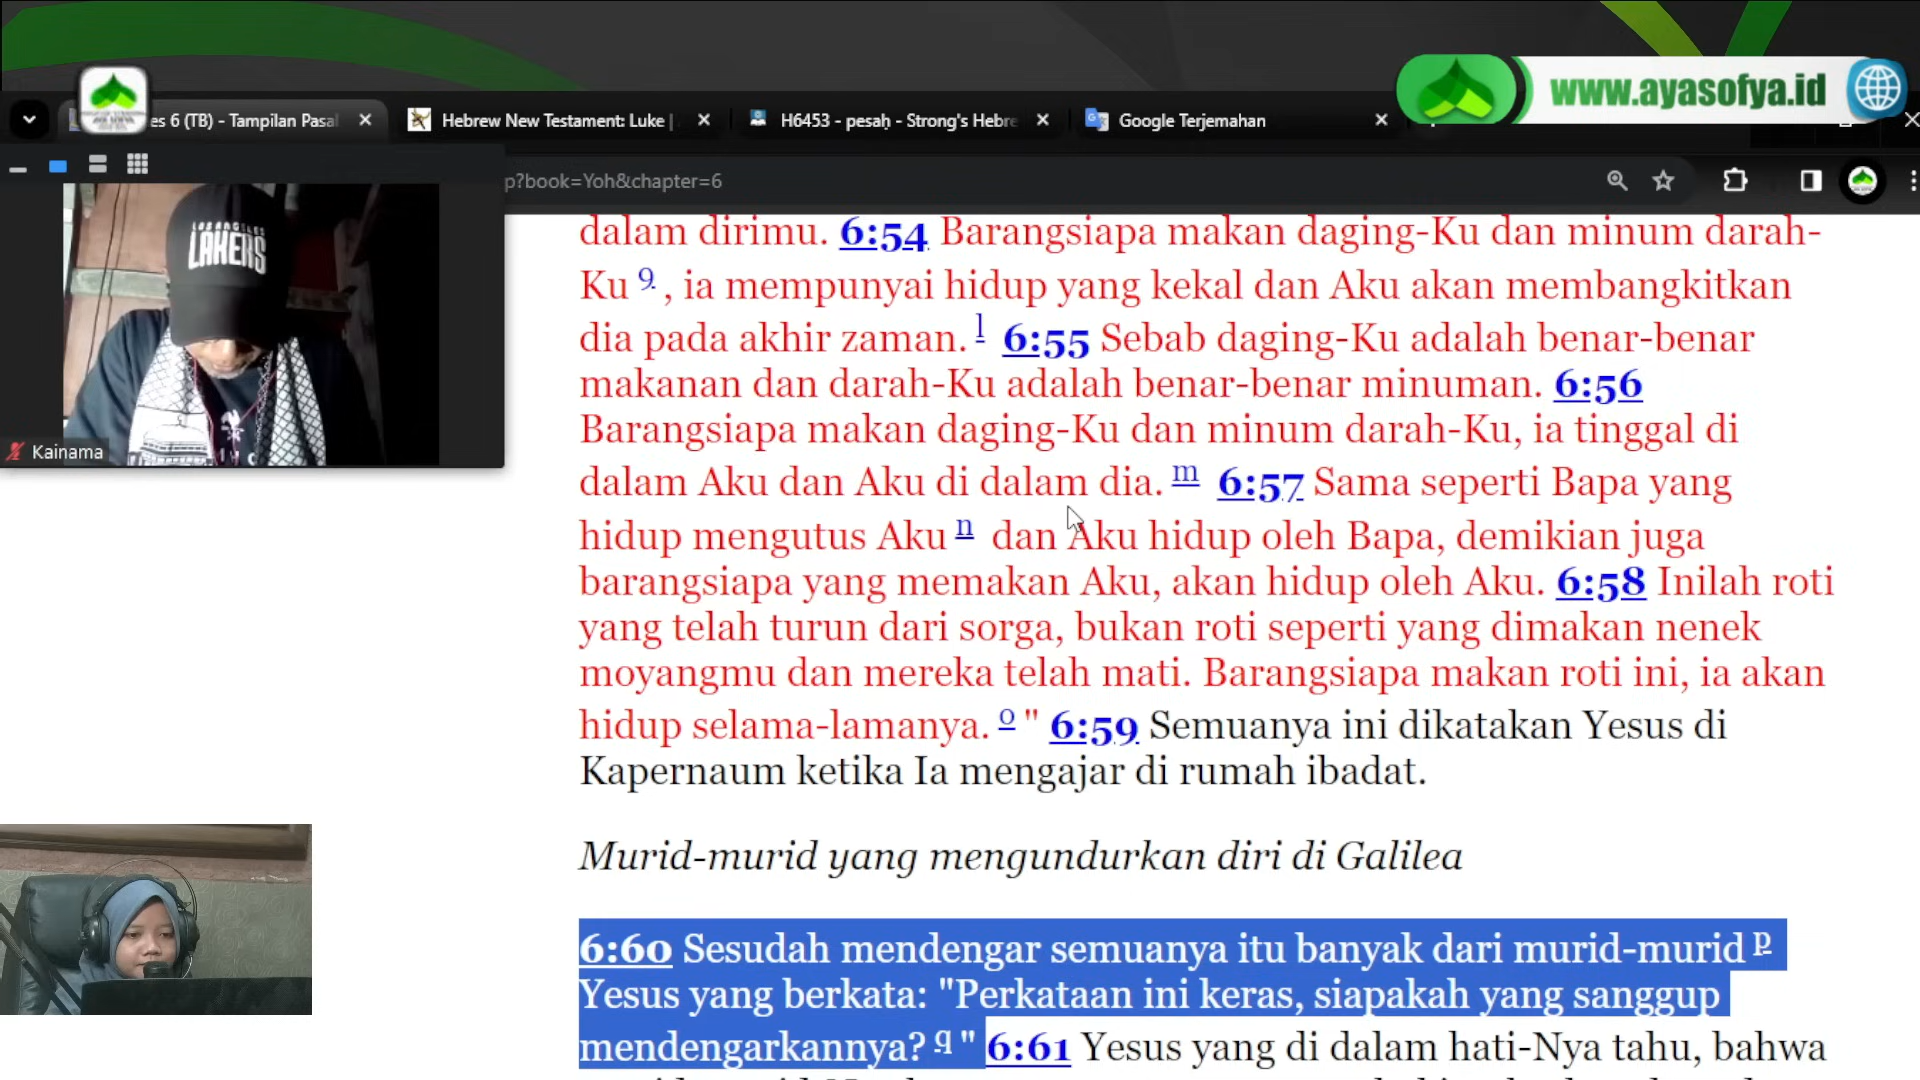 www.ayasofya.id
es 6 (TB) - Tampilan Pasal
Hebrew New Testament: Luke |
H6453 - pesaḥ - Strong's Hebre
Google Terjemahan
p?book=Yoh&chapter=6
LOS ANGELES
LAKERS
Kainama
dalam dirimu. 6:54 Barangsiapa makan daging-Ku dan minum darah-
Ku 9 , ia mempunyai hidup yang kekal dan Aku akan membangkitkan
dia pada akhir zaman. l 6:55 Sebab daging-Ku adalah benar-benar
makanan dan darah-Ku adalah benar-benar minuman. 6:56
Barangsiapa makan daging-Ku dan minum darah-Ku, ia tinggal di
dalam Aku dan Aku di dalam dia. m 6:57 Sama seperti Bapa yang
hidup mengutus Aku n dan Aku hidup oleh Bapa, demikian juga
barangsiapa yang memakan Aku, akan hidup oleh Aku. 6:58 Inilah roti
yang telah turun dari sorga, bukan roti seperti yang dimakan nenek
moyangmu dan mereka telah mati. Barangsiapa makan roti ini, ia akan
hidup selama-lamanya. o " 6:59 Semuanya ini dikatakan Yesus di
Kapernaum ketika Ia mengajar di rumah ibadat.
Murid-murid yang mengundurkan diri di Galilea
6:60 Sesudah mendengar semuanya itu banyak dari murid-murid p
Yesus yang berkata: "Perkataan ini keras, siapakah yang sanggup
mendengarkannya? q " 6:61 Yesus yang di dalam hati-Nya tahu, bahwa